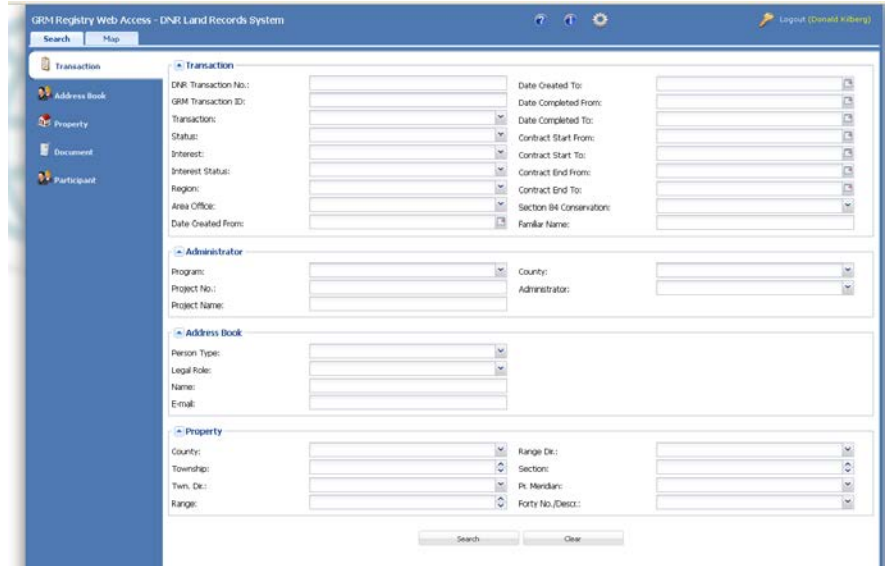 GRM Registry Web Access - DNR Land Records System
Logout (Donald Kilberg)
Search Map
Transaction
Address Book
Property
Document
Participant
Transaction
DNR Transaction No.: Date Created To:
GRM Transaction ID: Date Completed From:
Transaction: Date Completed To:
Status: Contract Start From:
Interest: Contract Start To:
Interest Status: Contract End From:
Region: Contract End To:
Area Office: Section 84 Conservation:
Date Created From: Familiar Name:
Administrator
Program: County:
Project No.: Administrator:
Project Name:
Address Book
Person Type:
Legal Role:
Name:
E-mail:
Property
County: Range Dir.:
Township: Section:
Twn. Dir.: Pr. Meridian:
Range: Forty No./Descr.:
Search Clear